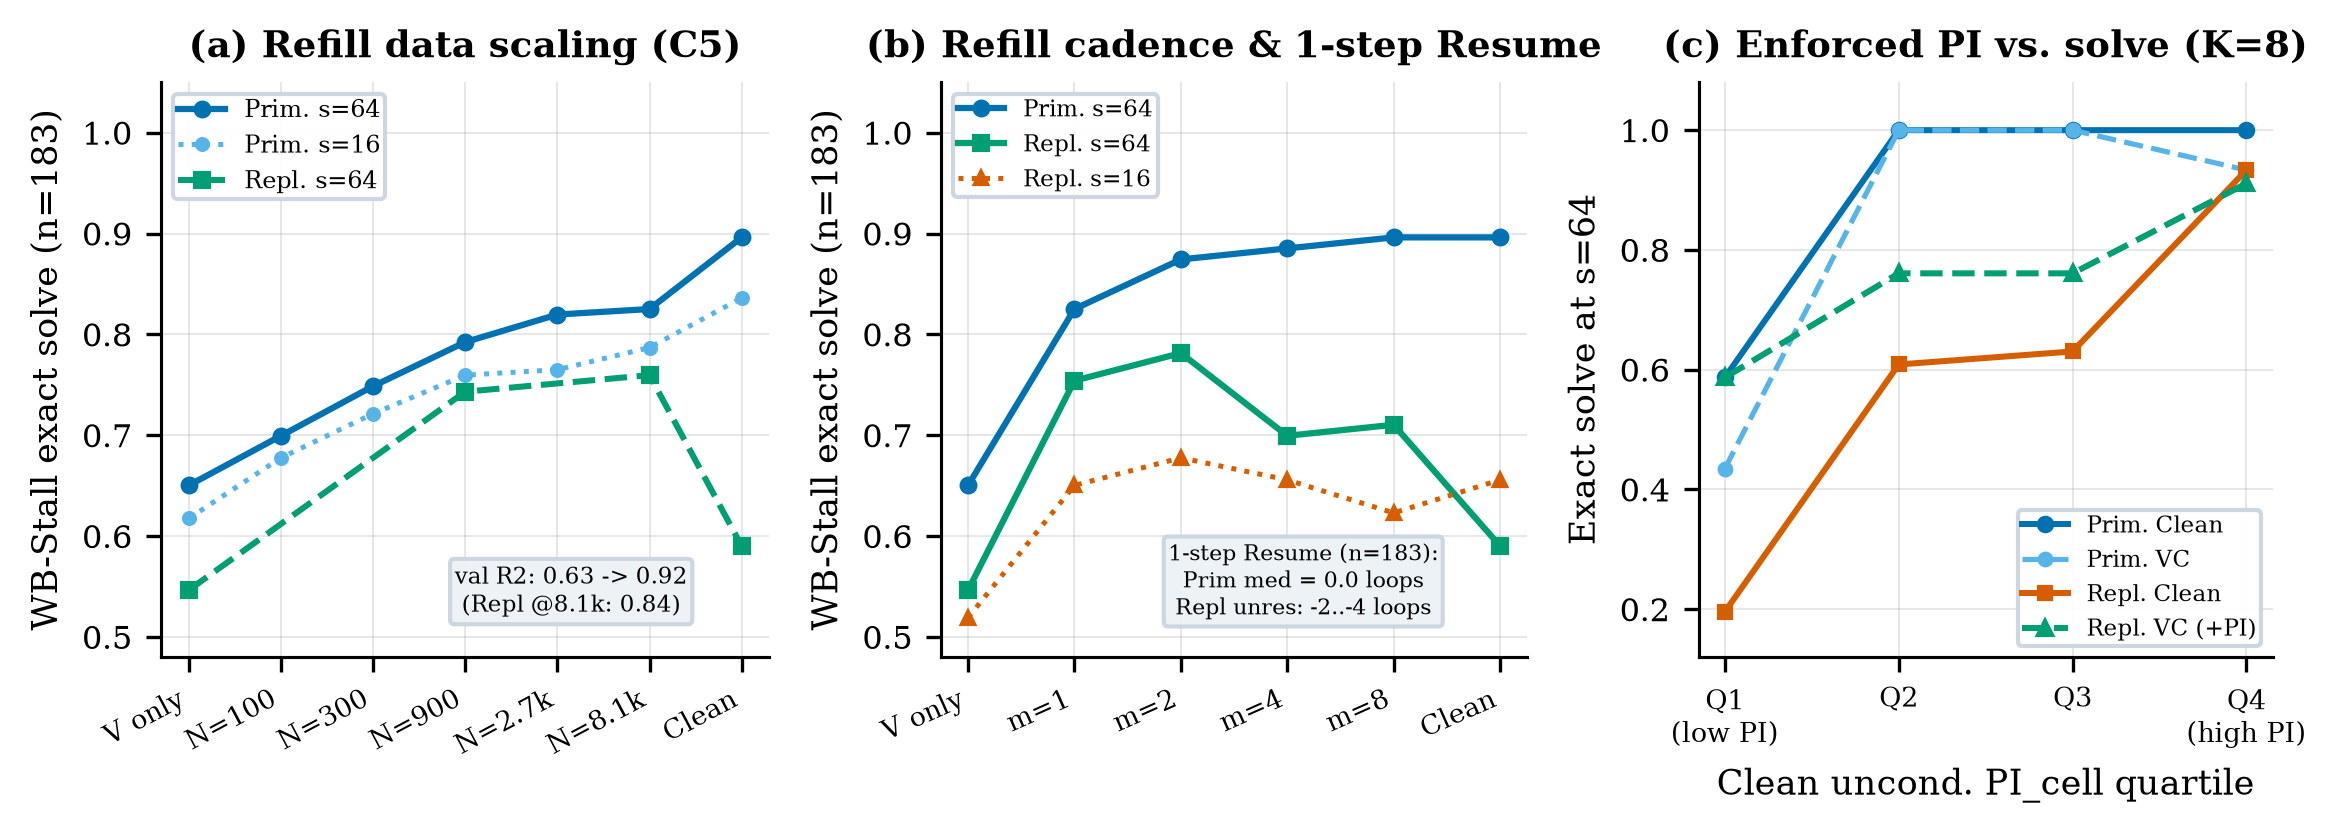 (a) Refill data scaling (C5)
WB-Stall exact solve (n=183)
1.0
0.9
0.8
0.7
0.6
0.5
Prim. s=64
Prim. s=16
Repl. s=64
val R2: 0.63 -> 0.92
(Repl @8.1k: 0.84)
V only
N=100
N=300
N=900
N=2.7k
N=8.1k
Clean
(b) Refill cadence & 1-step Resume
WB-Stall exact solve (n=183)
1.0
0.9
0.8
0.7
0.6
0.5
Prim. s=64
Repl. s=64
Repl. s=16
1-step Resume (n=183):
Prim med = 0.0 loops
Repl unres: -2..-4 loops
V only
m=1
m=2
m=4
m=8
Clean
(c) Enforced PI vs. solve (K=8)
Exact solve at s=64
1.0
0.8
0.6
0.4
0.2
Prim. Clean
Prim. VC
Repl. Clean
Repl. VC (+PI)
Q1
(low PI)
Q2
Q3
Q4
(high PI)
Clean uncond. PI_cell quartile